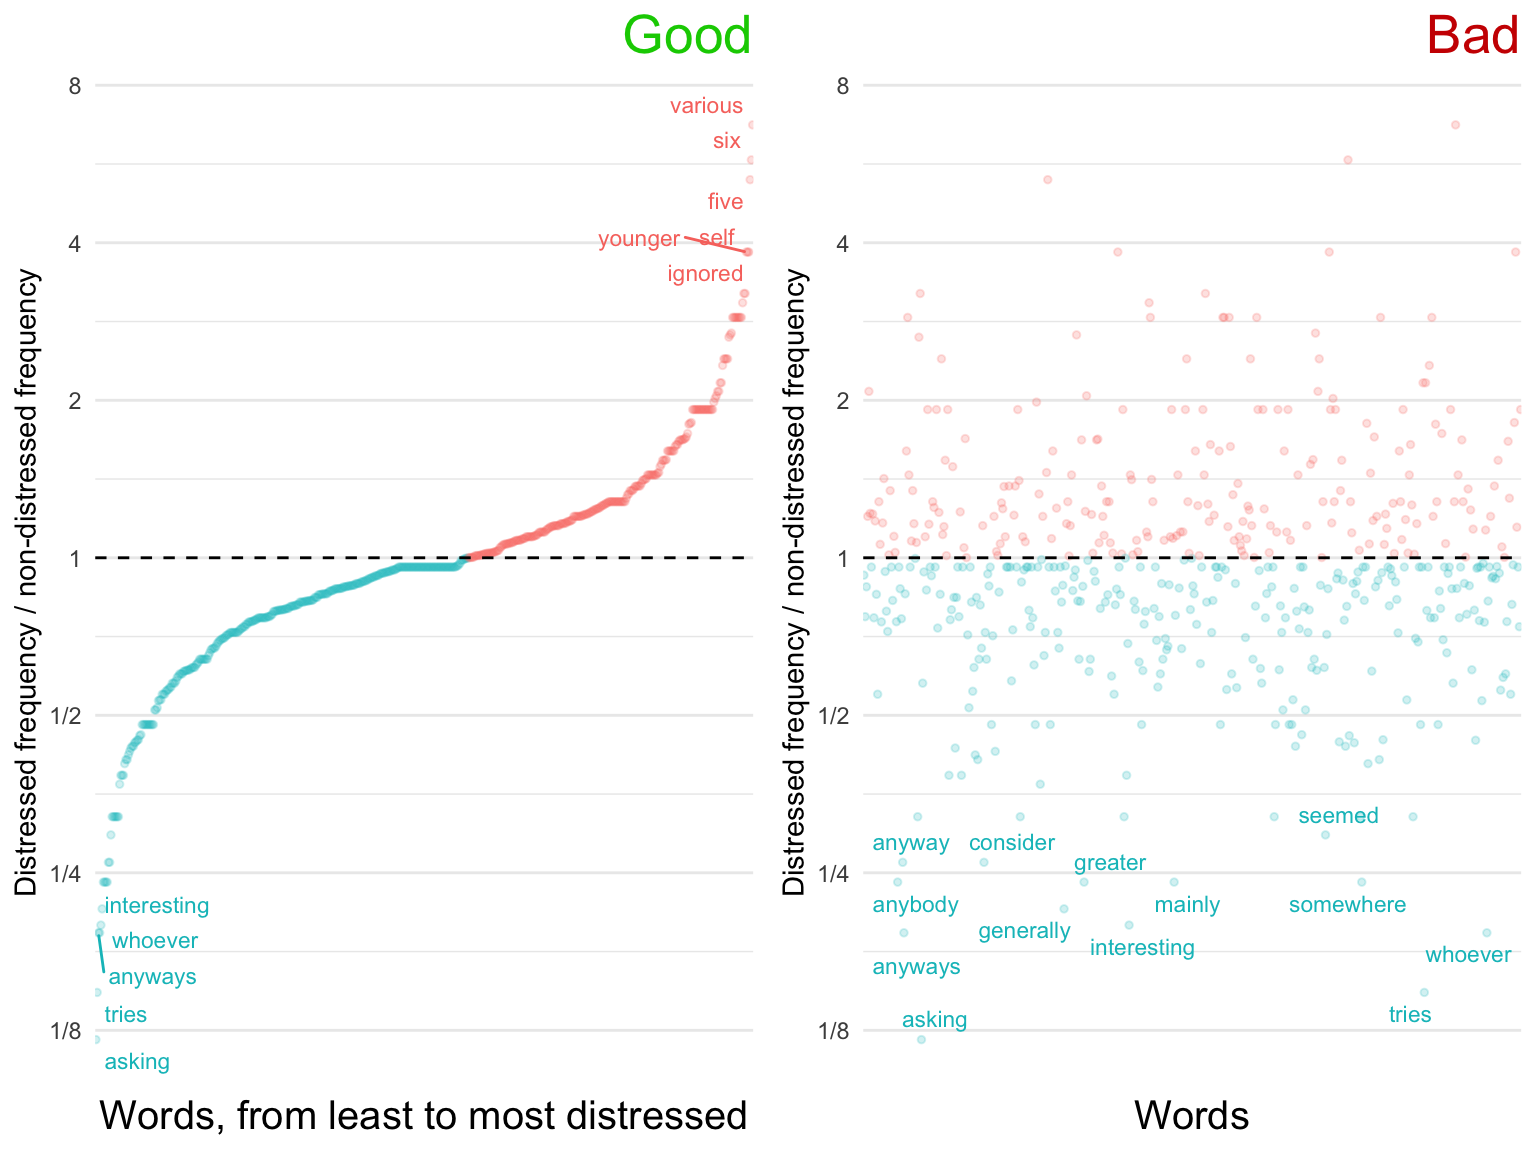 Good
Distressed frequency / non-distressed frequency
8
4
2
1
1/2
1/4
1/8
various
six
five
younger
self
ignored
interesting
whoever
anyways
tries
asking
Words, from least to most distressed
Bad
Distressed frequency / non-distressed frequency
8
4
2
1
1/2
1/4
1/8
seemed
anyway
consider
greater
anybody
mainly
somewhere
generally
interesting
whoever
anyways
tries
asking
Words